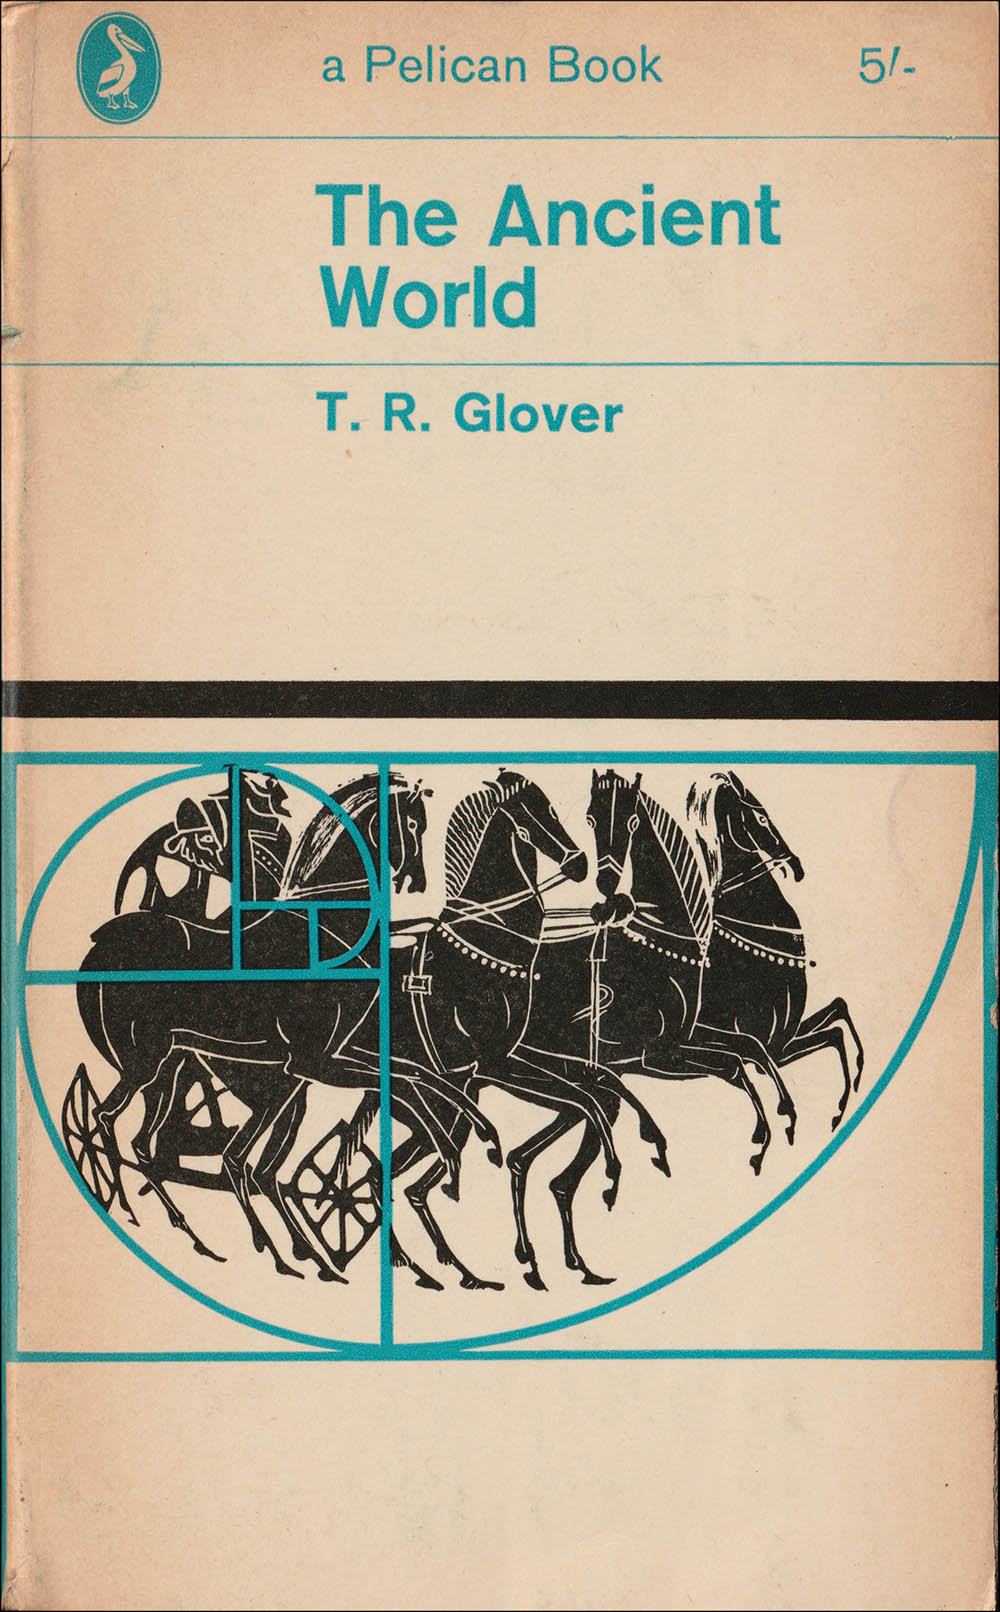 a Pelican Book 5/-
The Ancient
World
T. R. Glover